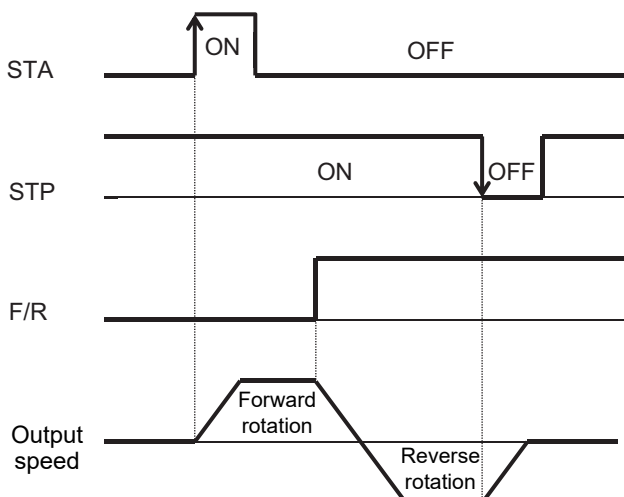 STA
ON
OFF
STP
ON
OFF
F/R
Output
speed
Forward
rotation
Reverse
rotation